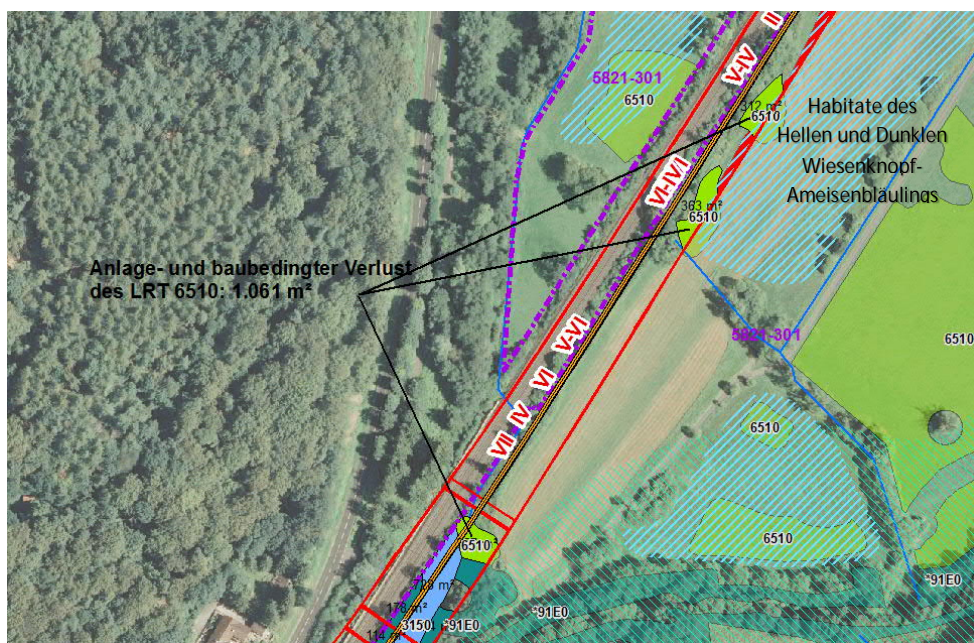 II
V-IV
5821-301
6510
312 m²
6510
Habitate des
Hellen und Dunklen
Wiesenknopf-
Ameisenbläulings
VI-IV/I
363 m²
6510
Anlage- und baubedingter Verlust
des LRT 6510: 1.061 m²
5821-301
6510
V-VI
VI
IV
VII
6510
6510
6510
*91E0
178 m²
114 m²
3150
*91E0
*91E0